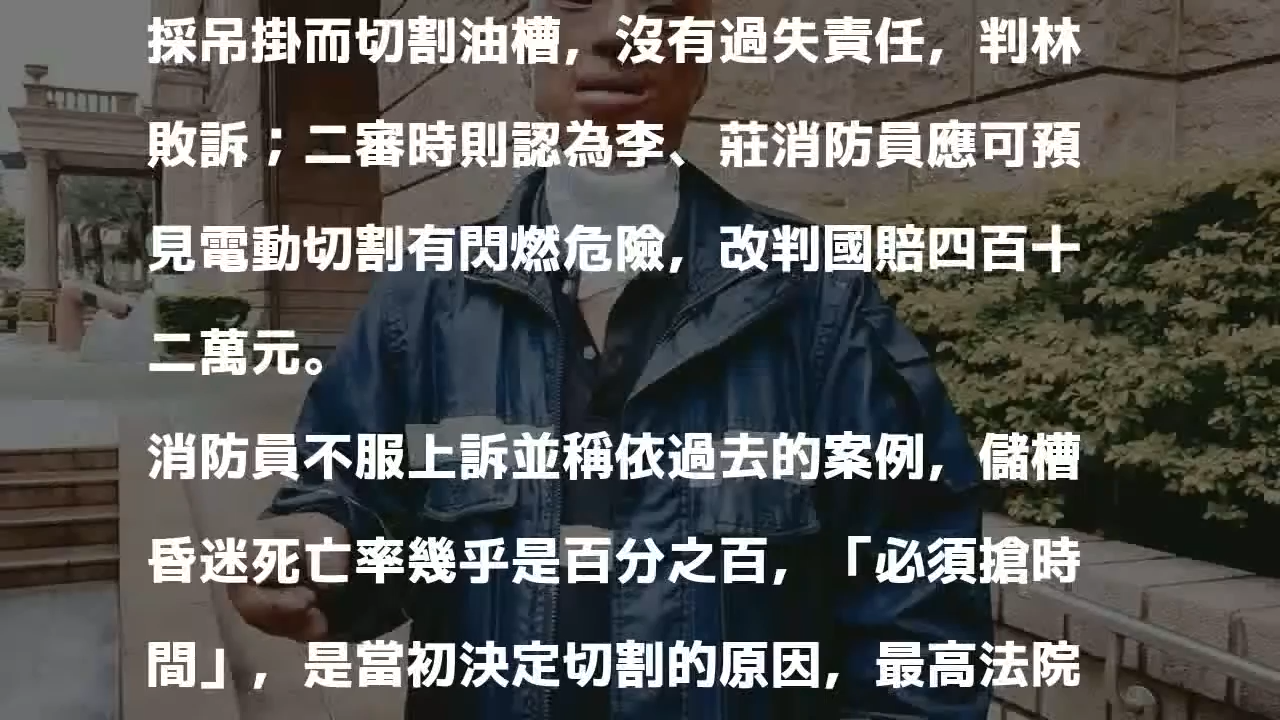 採吊掛而切割油槽，沒有過失責任，判林
敗訴；二審時則認為李、莊消防員應可預
見電動切割有閃燃危險，改判國賠四百十
二萬元。
消防員不服上訴並稱依過去的案例，儲槽
昏迷死亡率幾乎是百分之百，「必須搶時
間」，是當初決定切割的原因，最高法院